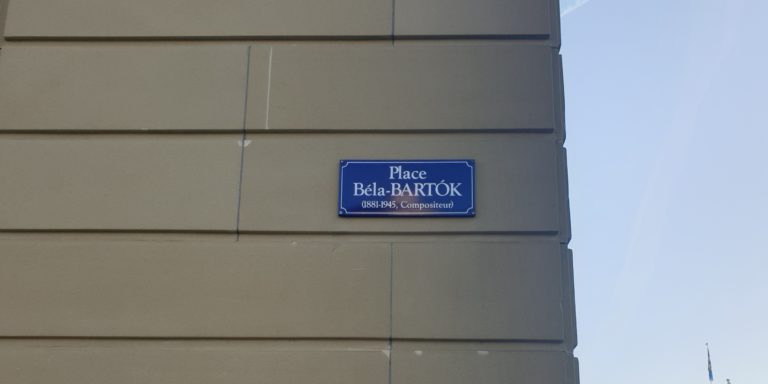 Place
Béla-BARTÓK
(1881-1945, Compositeur)